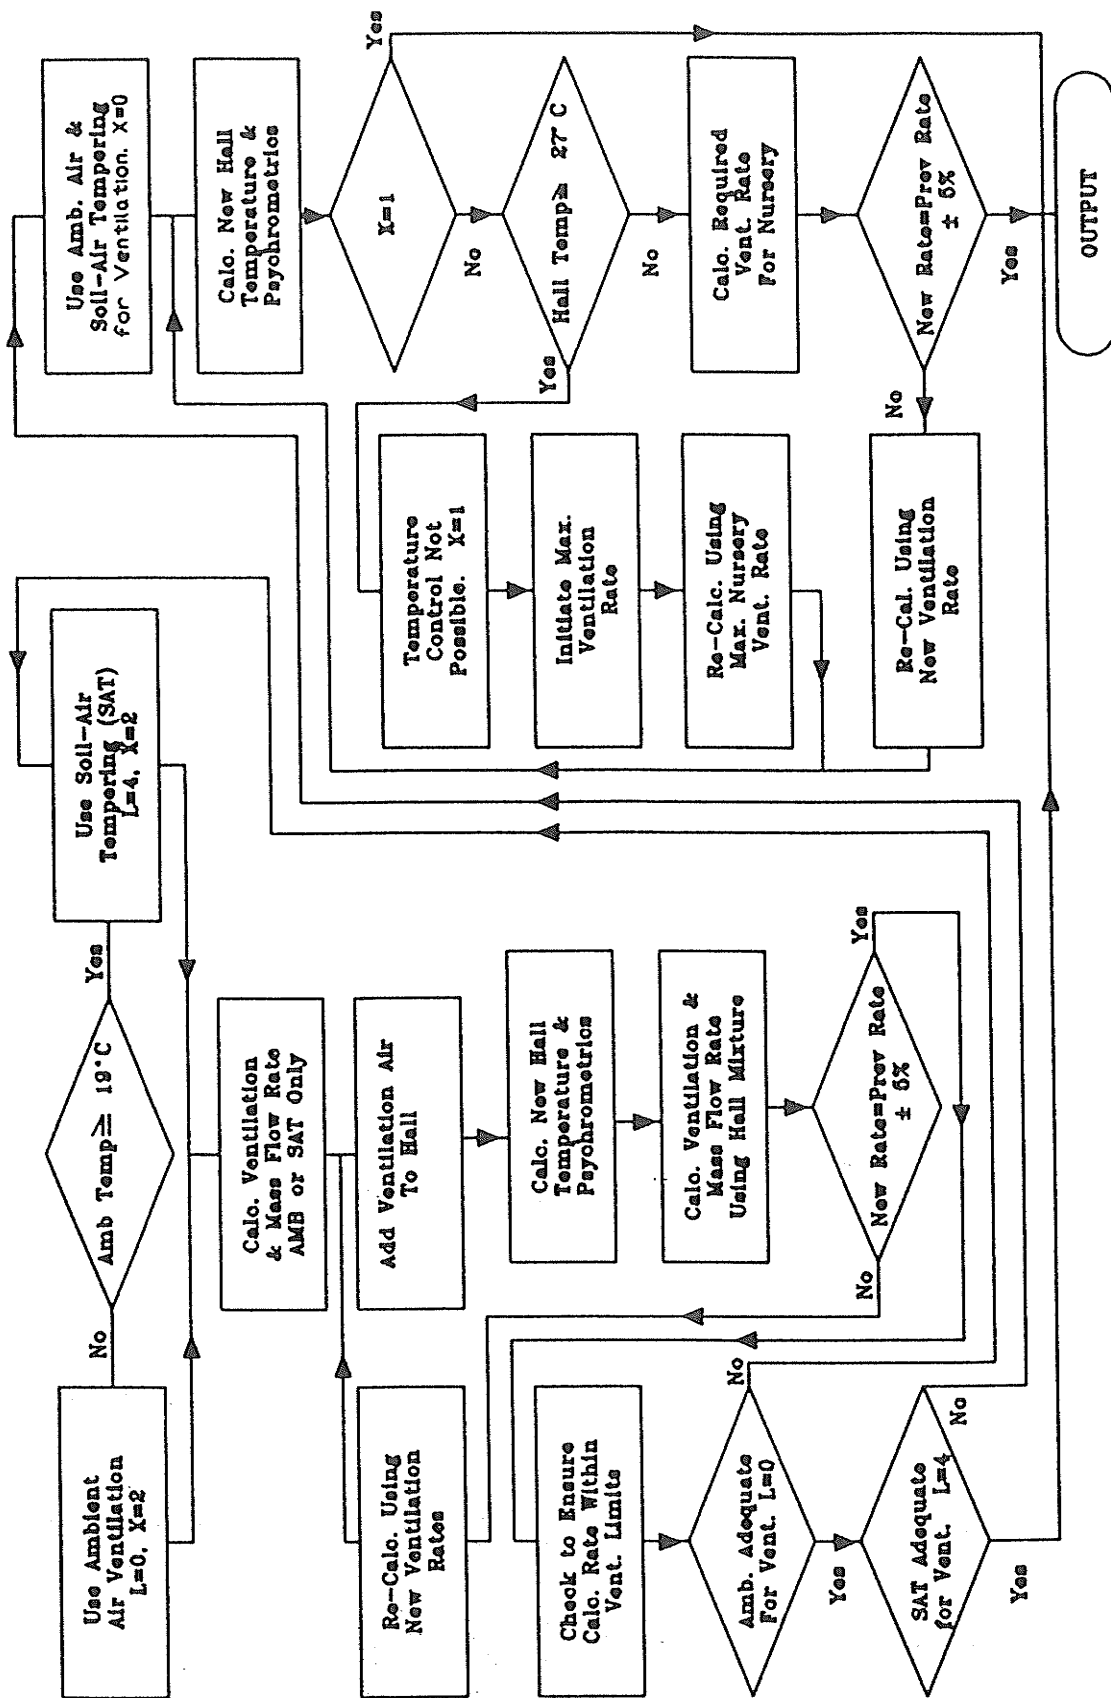 Use Ambient
Air Ventilation
L=0, X=2
No
Amb Temp≥ 19°C
Yes
Use Soil-Air
Tempering (SAT)
L=4, X=2
Calc. Ventilation
& Mass Flow Rate
AMB or SAT Only
Re-Calc. Using
New Ventilation
Rates
Add Ventilation Air
To Hall
Calc. New Hall
Temperature &
Psychrometrics
Calc. Ventilation &
Mass Flow Rate
Using Hall Mixture
No
New Rate=Prev Rate
± 5%
Yes
Check to Ensure
Calc. Rate Within
Vent. Limits
Amb. Adequate
For Vent. L=0
No
Yes
SAT Adequate
for Vent. L=4
No
Yes
Use Amb. Air &
Soil-Air Tempering
for Ventilation. X=0
Calc. New Hall
Temperature &
Psychrometrics
X=1
Yes
No
Hall Temp≥ 27°C
Yes
No
Temperature
Control Not
Possible. X=1
Initiate Max.
Ventilation
Rate
Re-Calc. Using
Max. Nursery
Vent. Rate
Calc. Required
Vent. Rate
For Nursery
New Rate=Prev Rate
± 5%
No
Yes
Re-Cal. Using
New Ventilation
Rate
OUTPUT